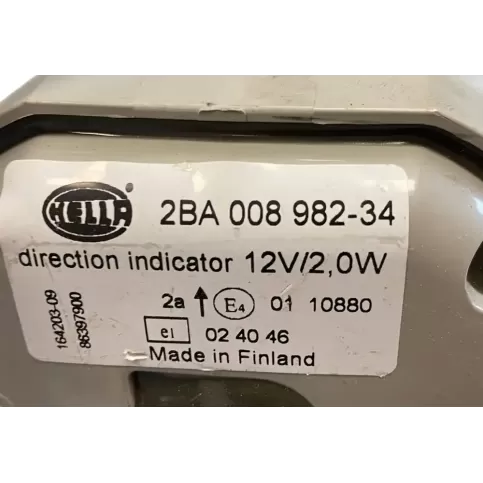 HELLA
2BA 008 982-34
direction indicator 12V/2,0W
2a ↑ E4 01 10880
e1 02 40 46
Made in Finland
164203-09
86397900